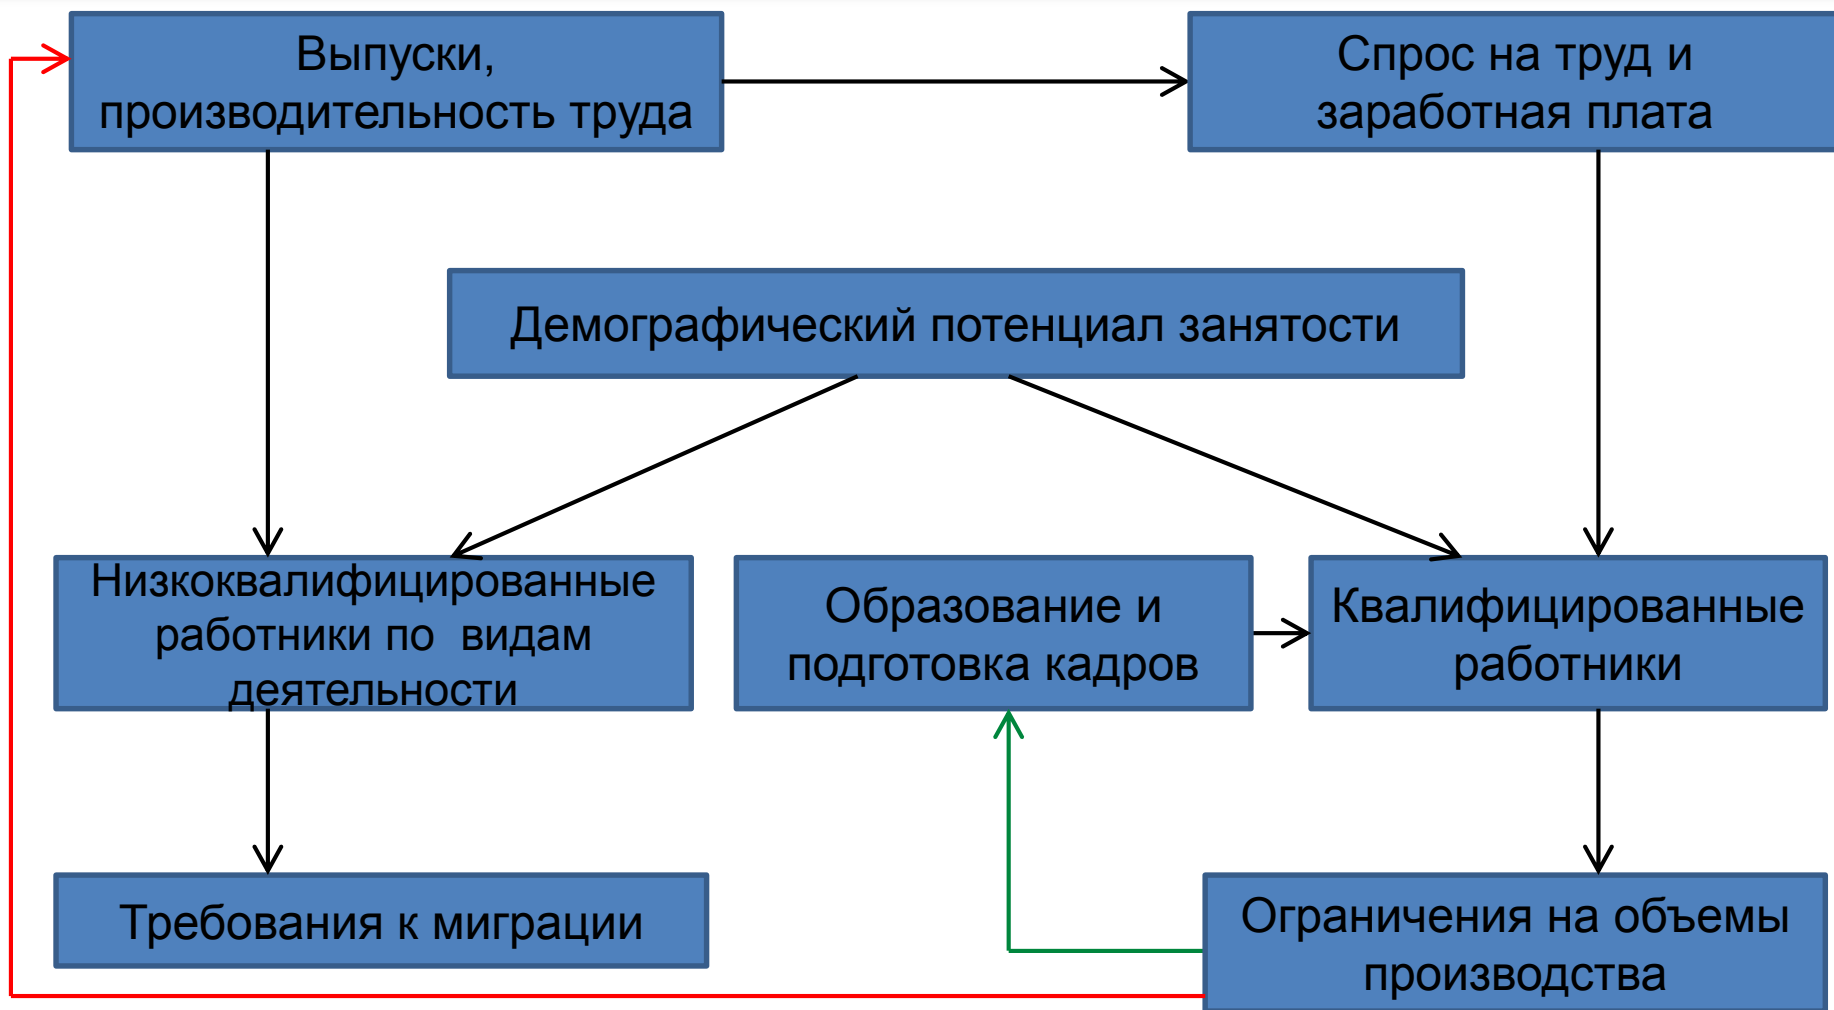 Выпуски,
производительность труда
Спрос на труд и
заработная плата
Демографический потенциал занятости
Низкоквалифицированные
работники по видам
деятельности
Образование и
подготовка кадров
Квалифицированные
работники
Требования к миграции
Ограничения на объемы
производства